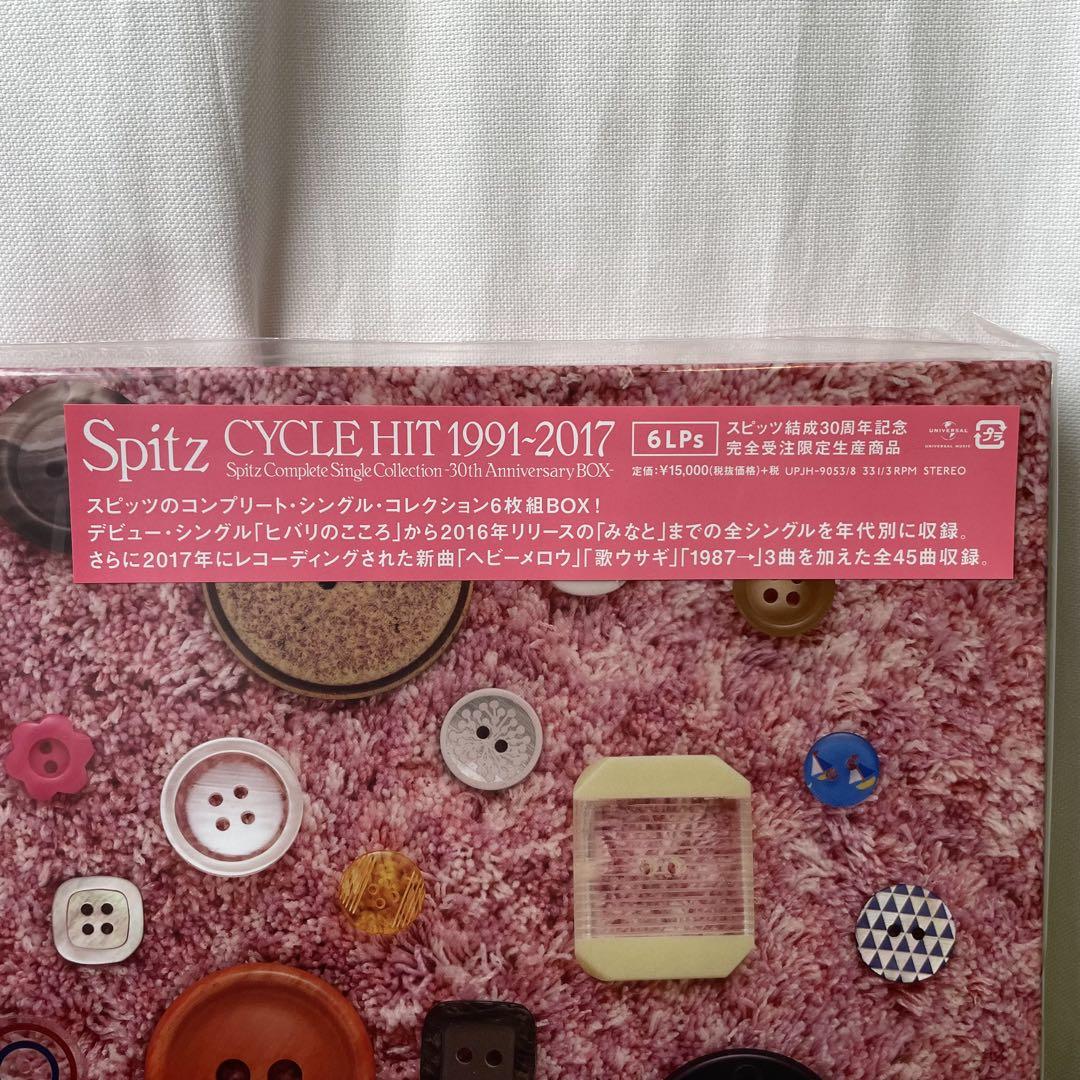 Spitz CYCLE HIT 1991~2017
Spitz Complete Single Collection -30th Anniversary BOX-
6LPs
スピッツ結成30周年記念
完全受注限定生産商品
定価:¥15,000(税抜価格)+税 UPJH-9053/8 33 1/3 RPM STEREO
UNIVERSAL
UNIVERSAL MUSIC
スピッツのコンプリート・シングル・コレクション6枚組BOX!
デビュー・シングル「ヒバリのこころ」から2016年リリースの「みなと」までの全シングルを年代別に収録。
さらに2017年にレコーディングされた新曲「ヘビーメロウ」「歌ウサギ」「1987→」3曲を加えた全45曲収録。